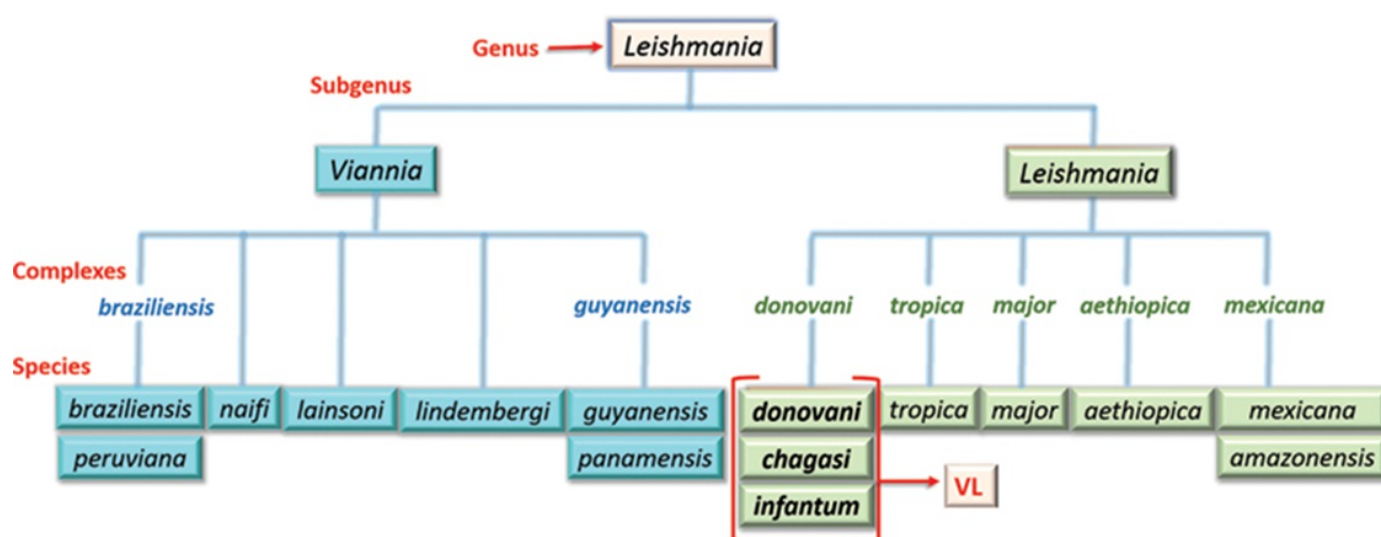 Genus
Leishmania
Subgenus
Viannia
Leishmania
Complexes
braziliensis
guyanensis
donovani
tropica
major
aethiopica
mexicana
Species
braziliensis
naifi
lainsoni
lindembergi
guyanensis
donovani
tropica
major
aethiopica
mexicana
peruviana
panamensis
chagasi
amazonensis
infantum
VL